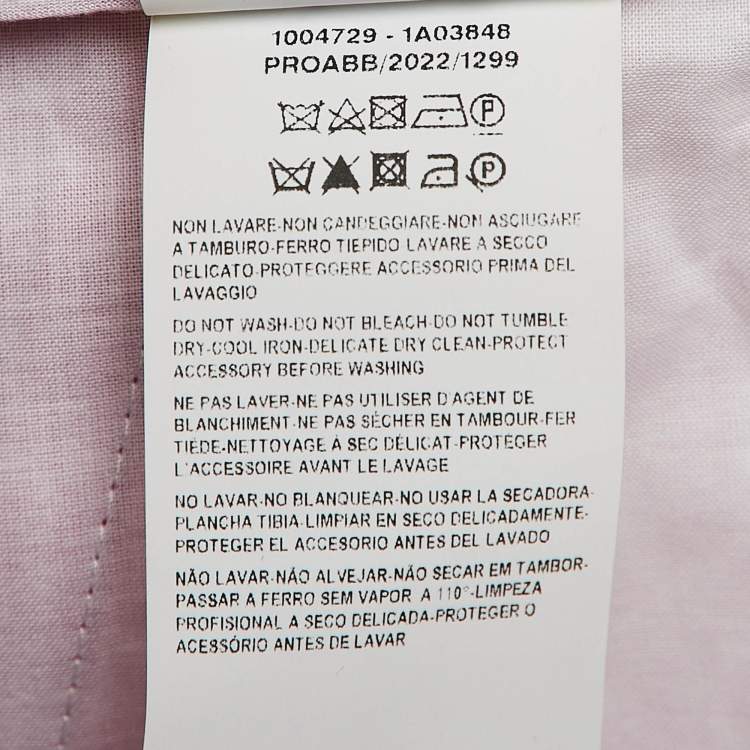 1004729 - 1A03848
PROABB/2022/1299
P
P
NON LAVARE-NON CANDEGGIARE-NON ASCIUGARE
A TAMBURO-FERRO TIEPIDO LAVARE A SECCO
DELICATO-PROTEGGERE ACCESSORIO PRIMA DEL
LAVAGGIO
DO NOT WASH-DO NOT BLEACH-DO NOT TUMBLE
DRY-COOL IRON-DELICATE DRY CLEAN-PROTECT
ACCESSORY BEFORE WASHING
NE PAS LAVER-NE PAS UTILISER D'AGENT DE
BLANCHIMENT-NE PAS SÉCHER EN TAMBOUR-FER
TIÈDE-NETTOYAGE À SEC DÉLICAT-PROTÉGER
L'ACCESSOIRE AVANT LE LAVAGE
NO LAVAR-NO BLANQUEAR-NO USAR LA SECADORA-
PLANCHA TIBIA-LIMPIAR EN SECO DELICADAMENTE-
PROTEGER EL ACCESORIO ANTES DEL LAVADO
NÃO LAVAR-NÃO ALVEJAR-NÃO SECAR EM TAMBOR-
PASSAR A FERRO SEM VAPOR A 110°-LIMPEZA
PROFISIONAL A SECO DELICADA-PROTEGER O
ACESSÓRIO ANTES DE LAVAR